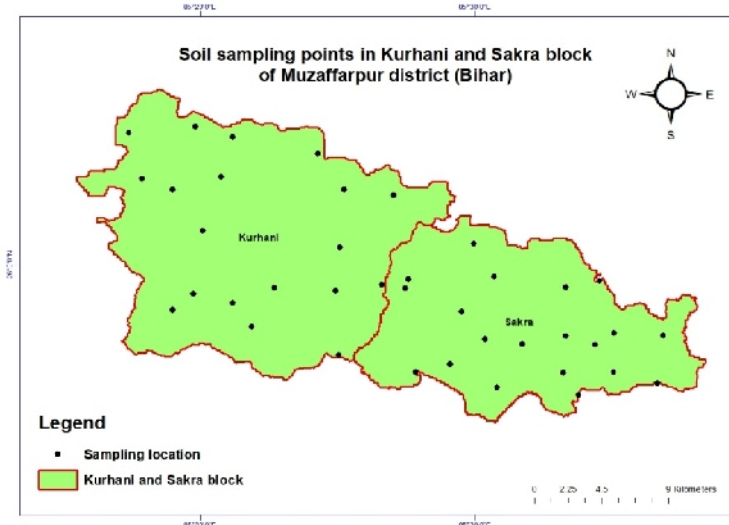 Soil sampling points in Kurhani and Sakra block
of Muzaffarpur district (Bihar)
N
W E
S
Kurhani
Sakra
Legend
Sampling location
Kurhani and Sakra block
0 2.25 4.5 9 Kilometers